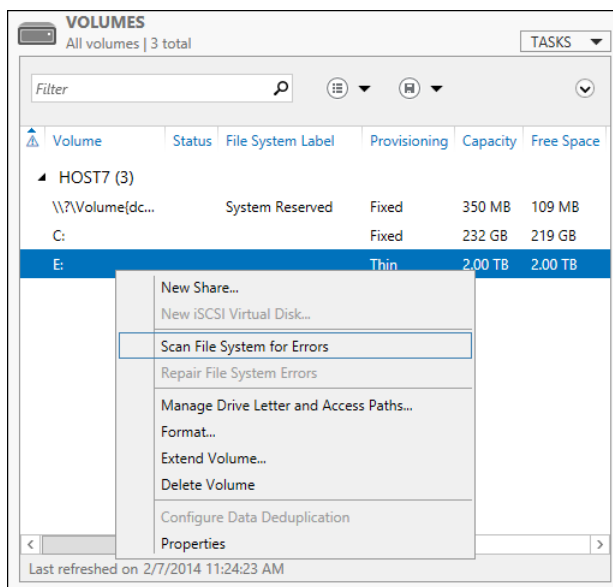 VOLUMES
All volumes | 3 total
TASKS
Filter
Volume Status File System Label Provisioning Capacity Free Space
HOST7 (3)
\\?\Volume{dc... System Reserved Fixed 350 MB 109 MB
C: Fixed 232 GB 219 GB
E: Thin 2.00 TB 2.00 TB
New Share...
New iSCSI Virtual Disk...
Scan File System for Errors
Repair File System Errors
Manage Drive Letter and Access Paths...
Format...
Extend Volume...
Delete Volume
Configure Data Deduplication
Properties
Last refreshed on 2/7/2014 11:24:23 AM